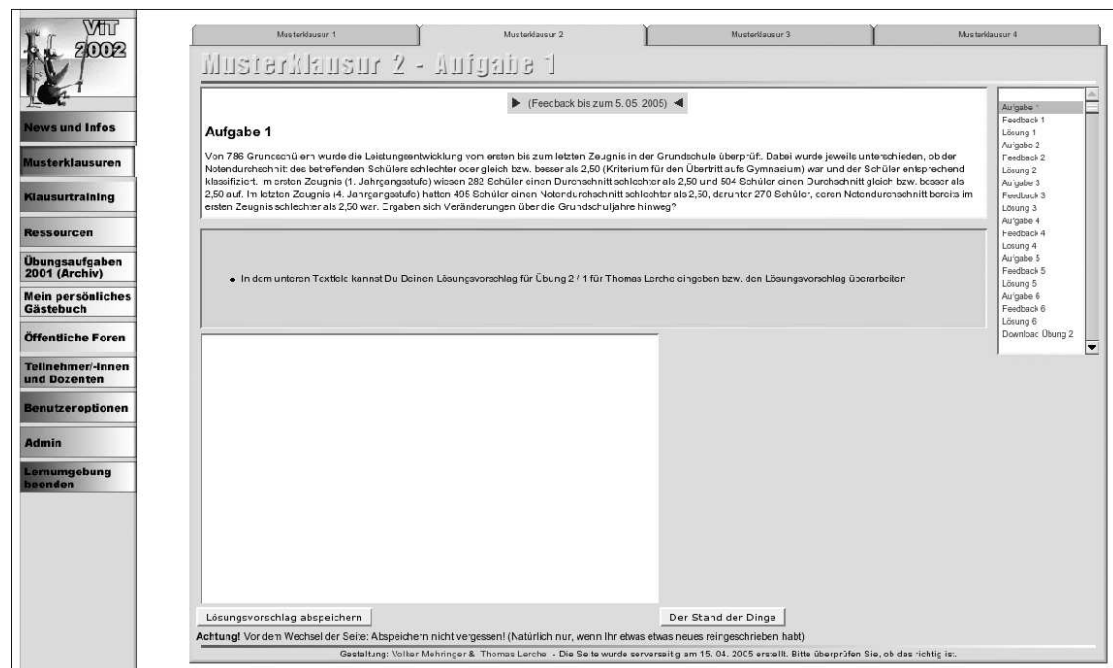 ViT
2002
News und Infos
Musterklausuren
Klausurtraining
Ressourcen
Übungsaufgaben
2001 (Archiv)
Mein persönliches
Gästebuch
Öffentliche Foren
Teilnehmer/-Innen
und Dozenten
Benutzeroptionen
Admin
Lernumgebung
beenden
Musterklausur 1
Musterklausur 2
Musterklausur 3
Musterklausur 4
Musterklausur 2 - Aufgabe 1
(Feedback bis zum 5. 05. 2005)
Aufgabe 1
Von 786 Grundschülern wurde die Leistungsentwicklung vom ersten bis zum letzten Zeugnis in der Grundschule überprüft. Dabei wurde jeweils unterschieden, ob der
Notendurchschnitt des betreffenden Schülers schlechter oder gleich bzw. besser als 2,50 (Kriterium für den Übertritt aufs Gymnasium) war und der Schüler entsprechend
klassifiziert. Im ersten Zeugnis (1. Jahrgangsstufe) wiesen 282 Schüler einen Durchschnitt schlechter als 2,50 und 504 Schüler einen Durchschnitt gleich bzw. besser als
2,50 auf. Im letzten Zeugnis (4. Jahrgangsstufe) hatten Schüler einen Notendurchschnitt schlechter als 2,50, darunter 270 Schüler, deren Notendurchschnitt bereits im
ersten Zeugnis schlechter als 2,50 war. Ergaben sich Veränderungen über die Grundschuljahre hinweg?
In dem unteren Textfeld kannst Du Deinen Lösungsvorschlag für Übung 2 / 1 für Thomas Lerche eingeben bzw. den Lösungsvorschlag überarbeiten
Aufgabe 1
Feedback 1
Lösung 1
Aufgabe 2
Feedback 2
Lösung 2
Aufgabe 3
Feedback 3
Lösung 3
Aufgabe 4
Feedback 4
Lösung 4
Aufgabe 5
Feedback 5
Lösung 5
Aufgabe 6
Feedback 6
Lösung 6
Download Übung 2
Lösungsvorschlag abspeichern
Der Stand der Dinge
Achtung! Vor dem Wechsel der Seite: Abspeichern nicht vergessen! (Natürlich nur, wenn Ihr etwas etwas neues reingeschrieben habt)
Gestaltung: Volker Mehringer & Thomas Lerche - Die Seite wurde serverseitig am 15. 04. 2005 erstellt. Bitte überprüfen Sie, ob das richtig ist.